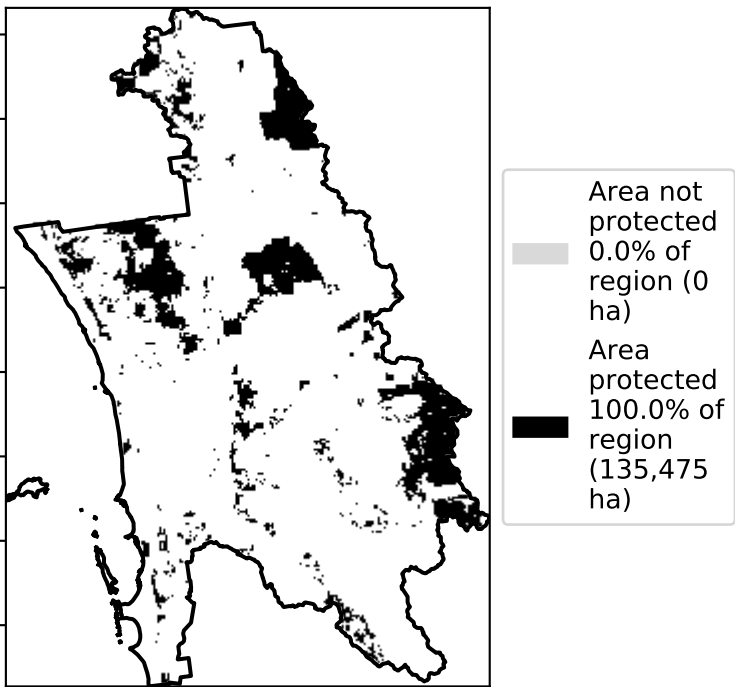 Area not
protected
0.0% of
region (0
ha)
Area
protected
100.0% of
region
(135,475
ha)